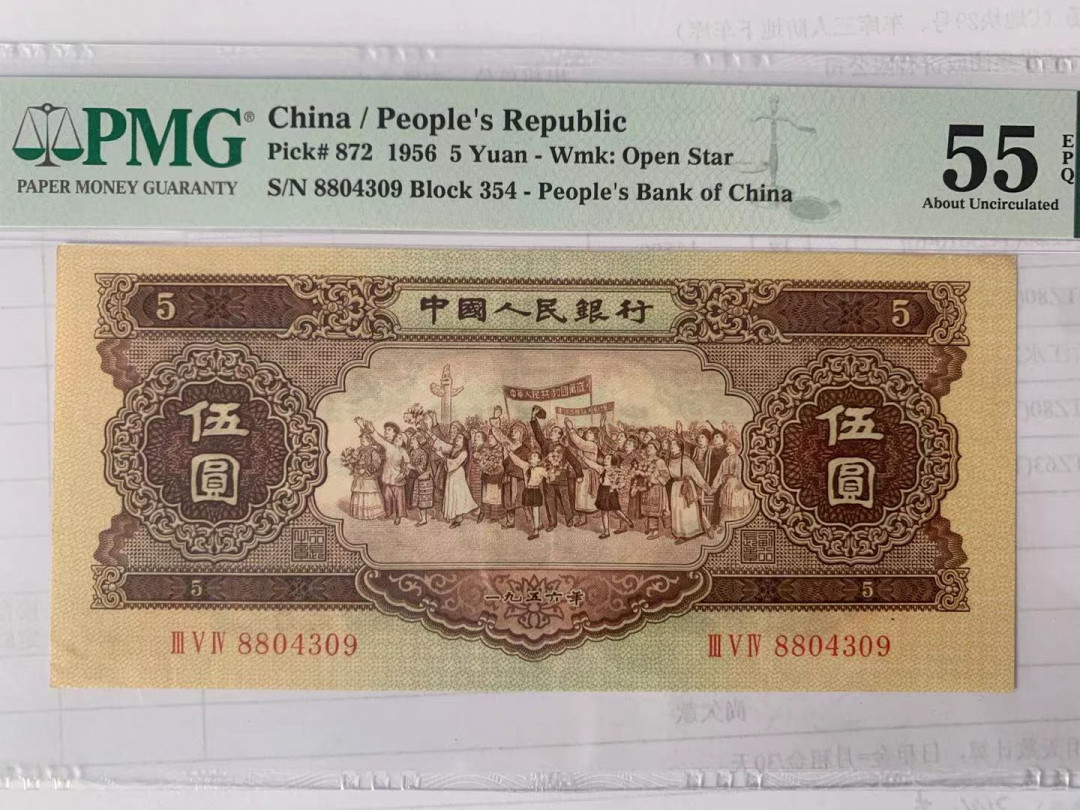 PMG®
PAPER MONEY GUARANTY
China / People's Republic
Pick# 872 1956 5 Yuan - Wmk: Open Star
S/N 8804309 Block 354 - People's Bank of China
55
EPQ
About Uncirculated
5
中國人民銀行
5
伍圓
伍圓
5
一九五六年
5
ⅢⅤⅣ 8804309
ⅢⅤⅣ 8804309